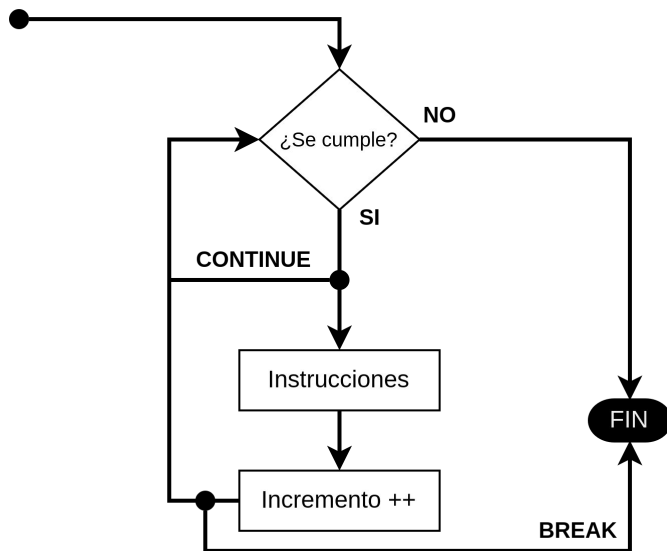 NO
¿Se cumple?
SI
CONTINUE
Instrucciones
FIN
Incremento ++
BREAK